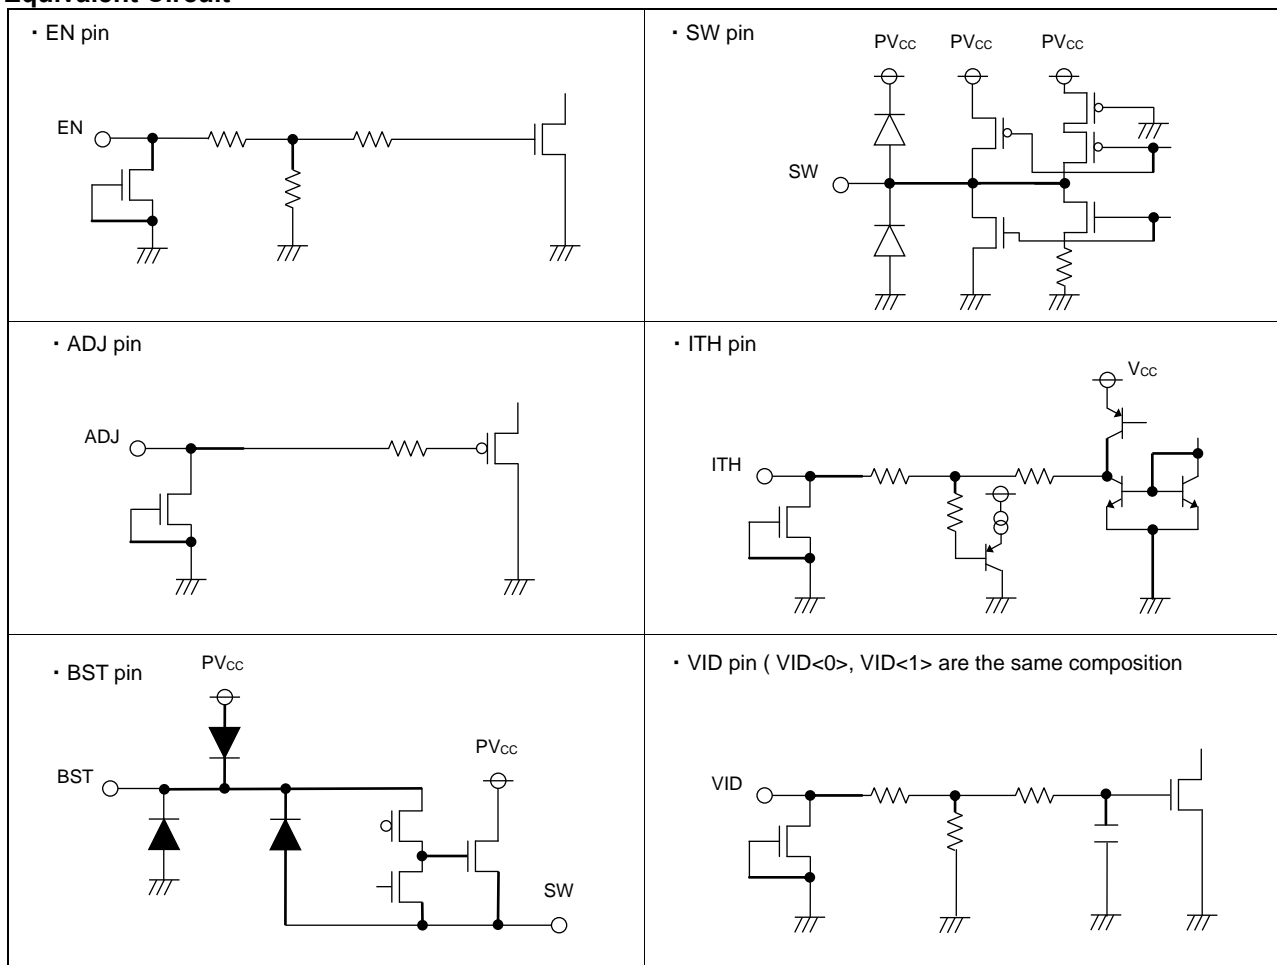 Equivalent Circuit
・EN pin
EN
・SW pin
PVCC PVCC PVCC
SW
・ADJ pin
ADJ
・ITH pin
VCC
ITH
・BST pin
PVCC
PVCC
BST
SW
・VID pin ( VID<0>, VID<1> are the same composition
VID